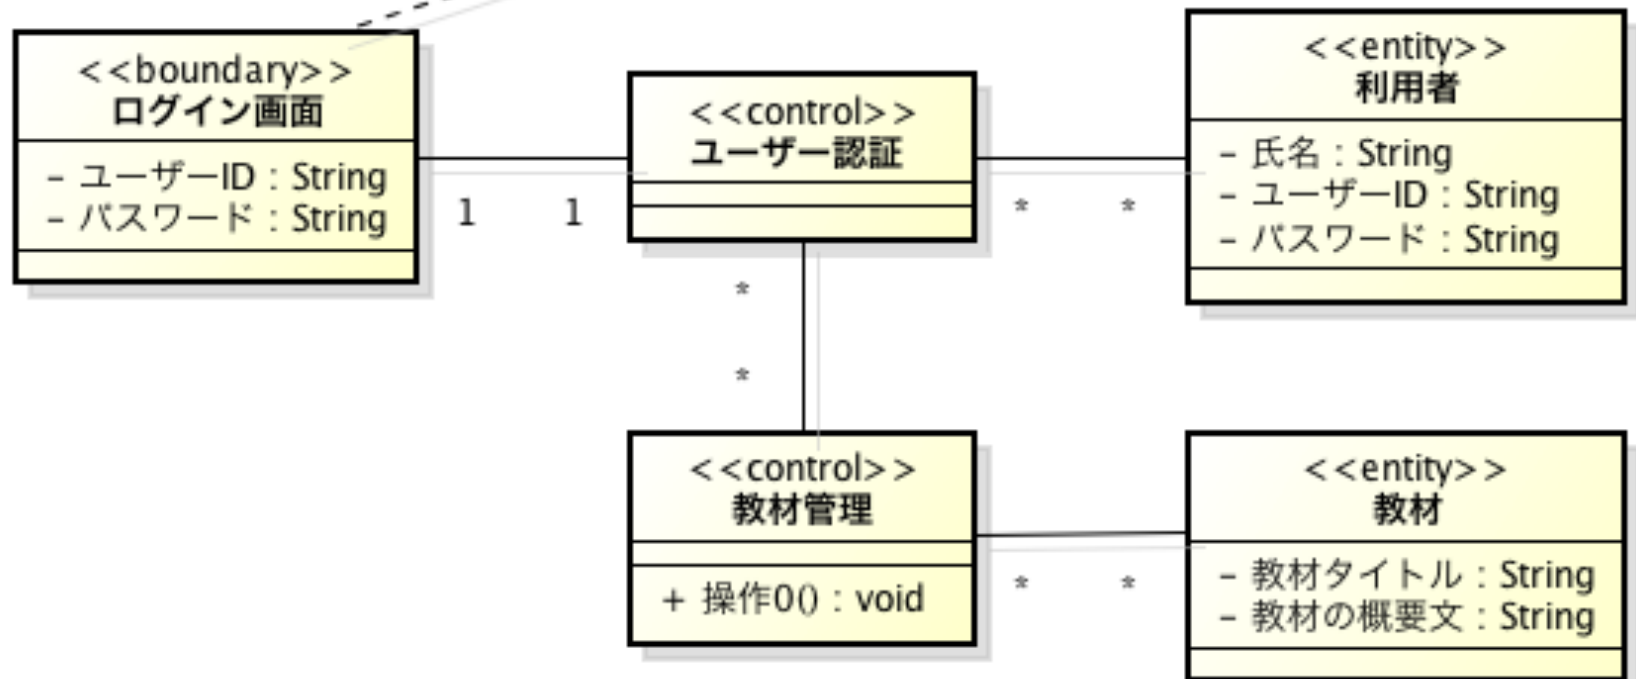 <<boundary>>
ログイン画面
- ユーザーID : String
- パスワード : String
1 1
<<control>>
ユーザー認証
* *
<<entity>>
利用者
- 氏名 : String
- ユーザーID : String
- パスワード : String
*
*
<<control>>
教材管理
+ 操作0() : void
* *
<<entity>>
教材
- 教材タイトル : String
- 教材の概要文 : String